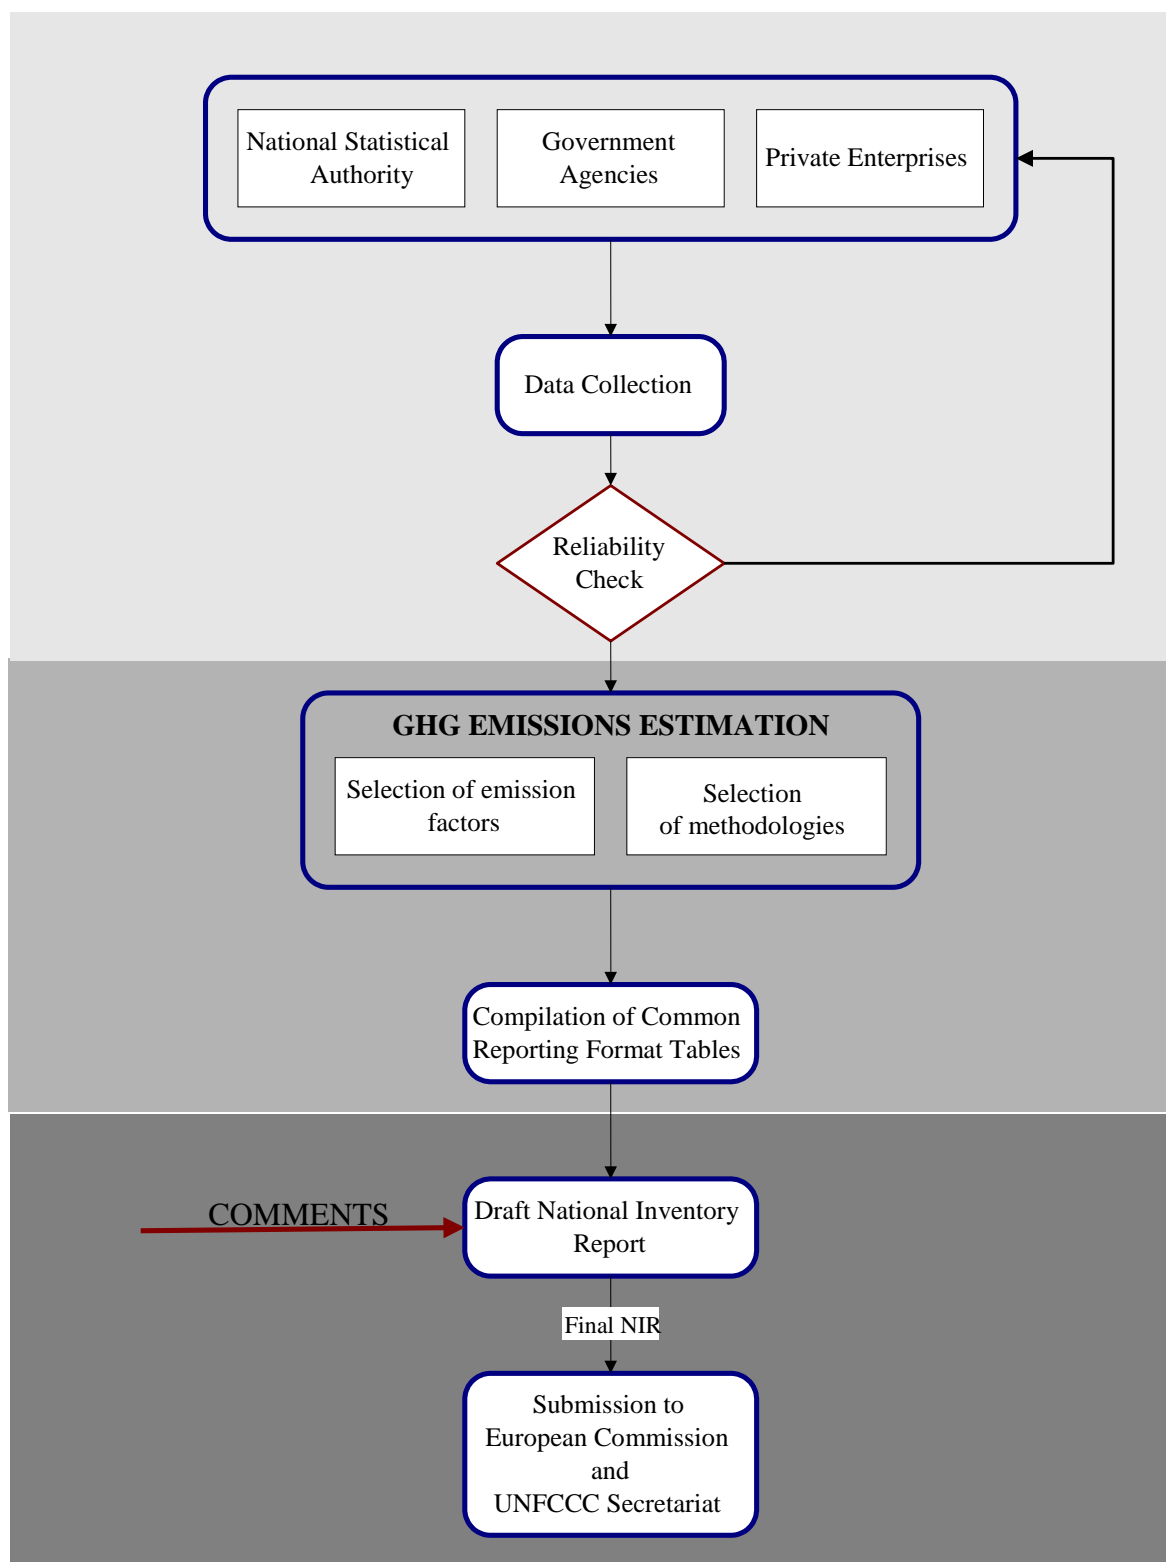 National Statistical
Authority
Government
Agencies
Private Enterprises
Data Collection
Reliability
Check
GHG EMISSIONS ESTIMATION
Selection of emission
factors
Selection
of methodologies
Compilation of Common
Reporting Format Tables
COMMENTS
Draft National Inventory
Report
Final NIR
Submission to
European Commission
and
UNFCCC Secretariat